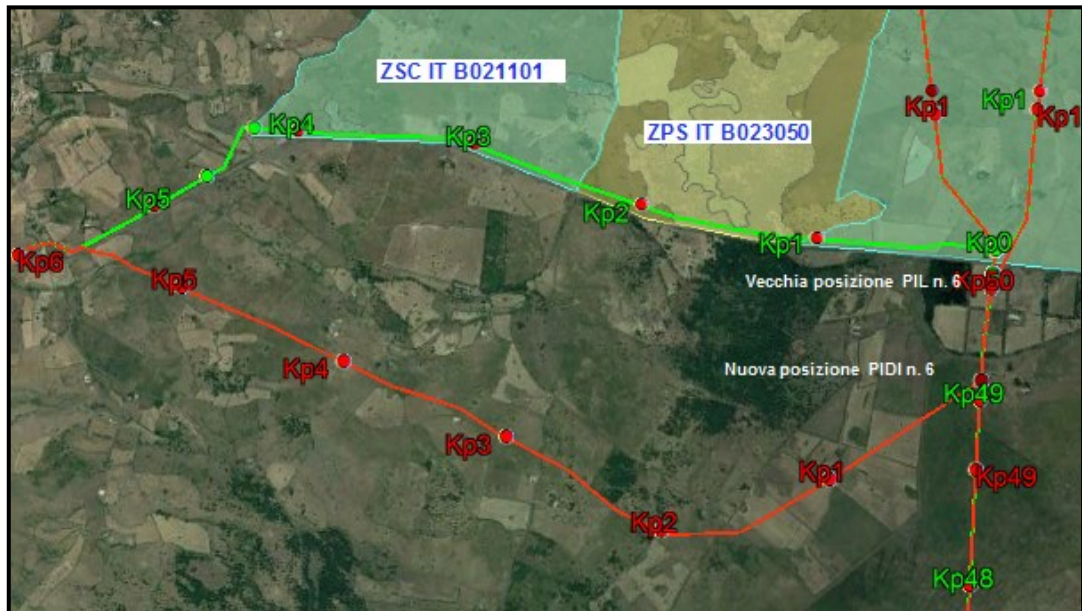 ZSC IT B021101
ZPS IT B023050
Kp1
Kp1
Kp1
Kp4
Kp3
Kp5
Kp2
Kp1
Kp0
Kp6
Kp5
Vecchia posizione PIL n. 6
Kp50
Kp4
Nuova posizione PIDI n. 6
Kp49
Kp3
Kp1
Kp49
Kp2
Kp48